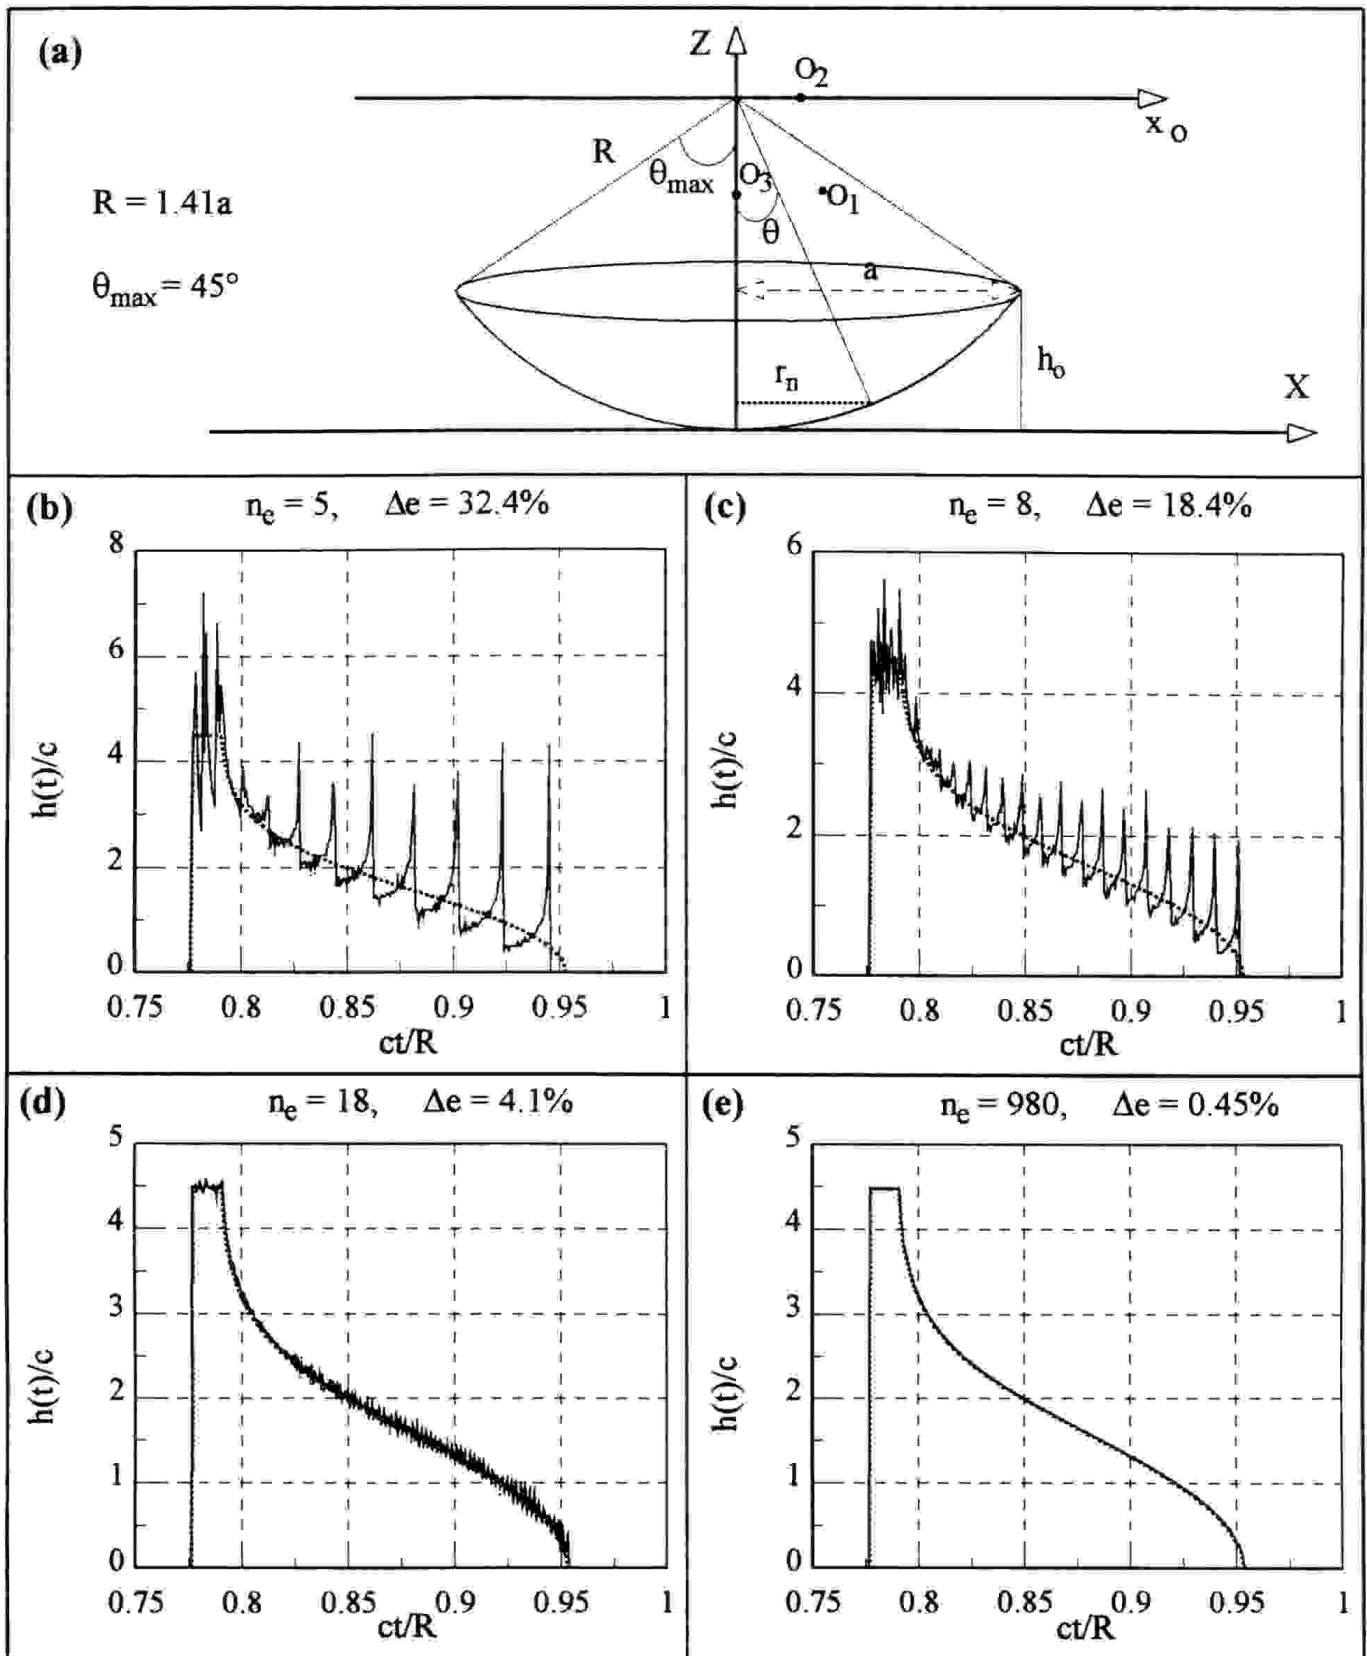 (a)
Z
O₂
x₀
R
θmax
O₃
O₁
θ
R = 1.41a
θmax = 45°
a
rₙ
h₀
X
(b) nₑ = 5, Δe = 32.4%
8
6
4
2
0
h(t)/c
0.75 0.8 0.85 0.9 0.95 1
ct/R
(c) nₑ = 8, Δe = 18.4%
6
4
2
0
h(t)/c
0.75 0.8 0.85 0.9 0.95 1
ct/R
(d) nₑ = 18, Δe = 4.1%
5
4
3
2
1
0
h(t)/c
0.75 0.8 0.85 0.9 0.95 1
ct/R
(e) nₑ = 980, Δe = 0.45%
5
4
3
2
1
0
h(t)/c
0.75 0.8 0.85 0.9 0.95 1
ct/R